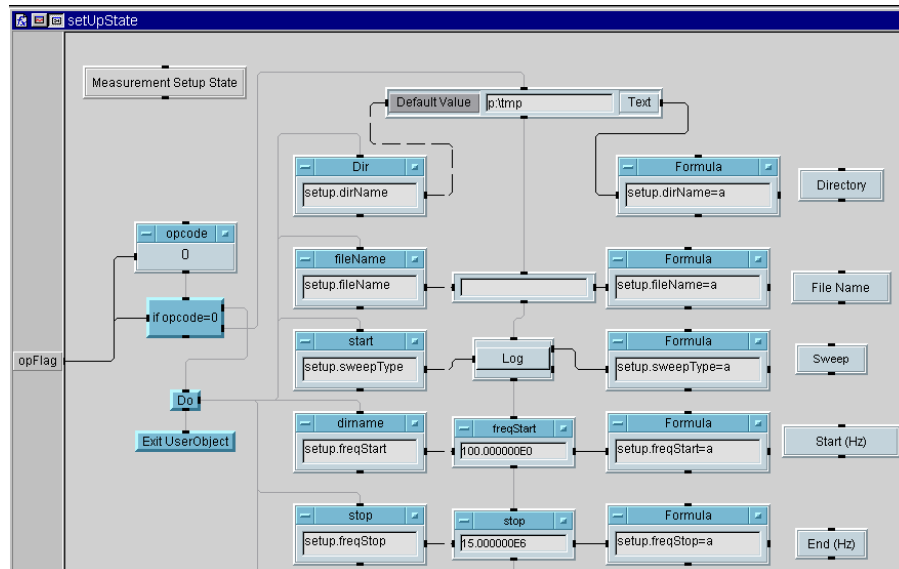 setUpState
Measurement Setup State
Default Value p:\tmp Text
Dir Formula
setup.dirName setup.dirName=a Directory
opcode
0
fileName Formula
setup.fileName setup.fileName=a File Name
if opcode=0
start Formula
opFlag setup.sweepType Log setup.sweepType=a Sweep
Do
dirname freqStart Formula
Exit UserObject setup.freqStart 100.000000E0 setup.freqStart=a Start (Hz)
stop stop Formula
setup.freqStop 15.000000E6 setup.freqStop=a End (Hz)